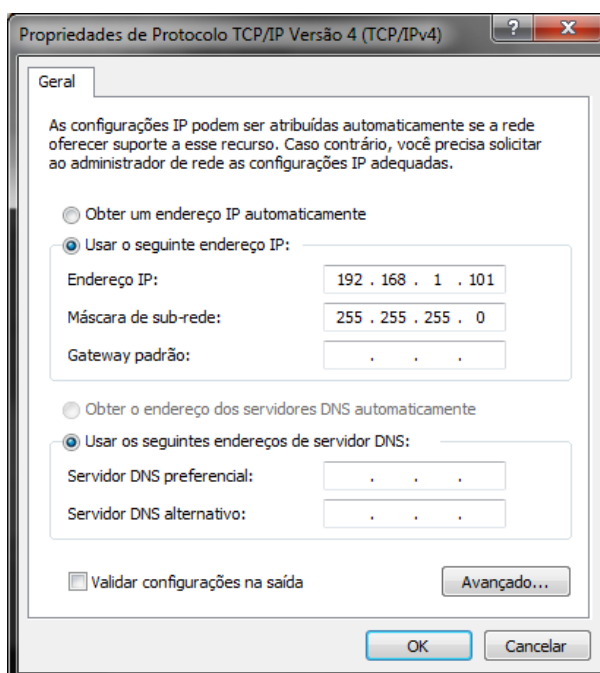 Propriedades de Protocolo TCP/IP Versão 4 (TCP/IPv4)
Geral
As configurações IP podem ser atribuídas automaticamente se a rede
oferecer suporte a esse recurso. Caso contrário, você precisa solicitar
ao administrador de rede as configurações IP adequadas.
Obter um endereço IP automaticamente
Usar o seguinte endereço IP:
Endereço IP: 192 . 168 . 1 . 101
Máscara de sub-rede: 255 . 255 . 255 . 0
Gateway padrão: . . .
Obter o endereço dos servidores DNS automaticamente
Usar os seguintes endereços de servidor DNS:
Servidor DNS preferencial: . . .
Servidor DNS alternativo: . . .
Validar configurações na saída
Avançado...
OK
Cancelar